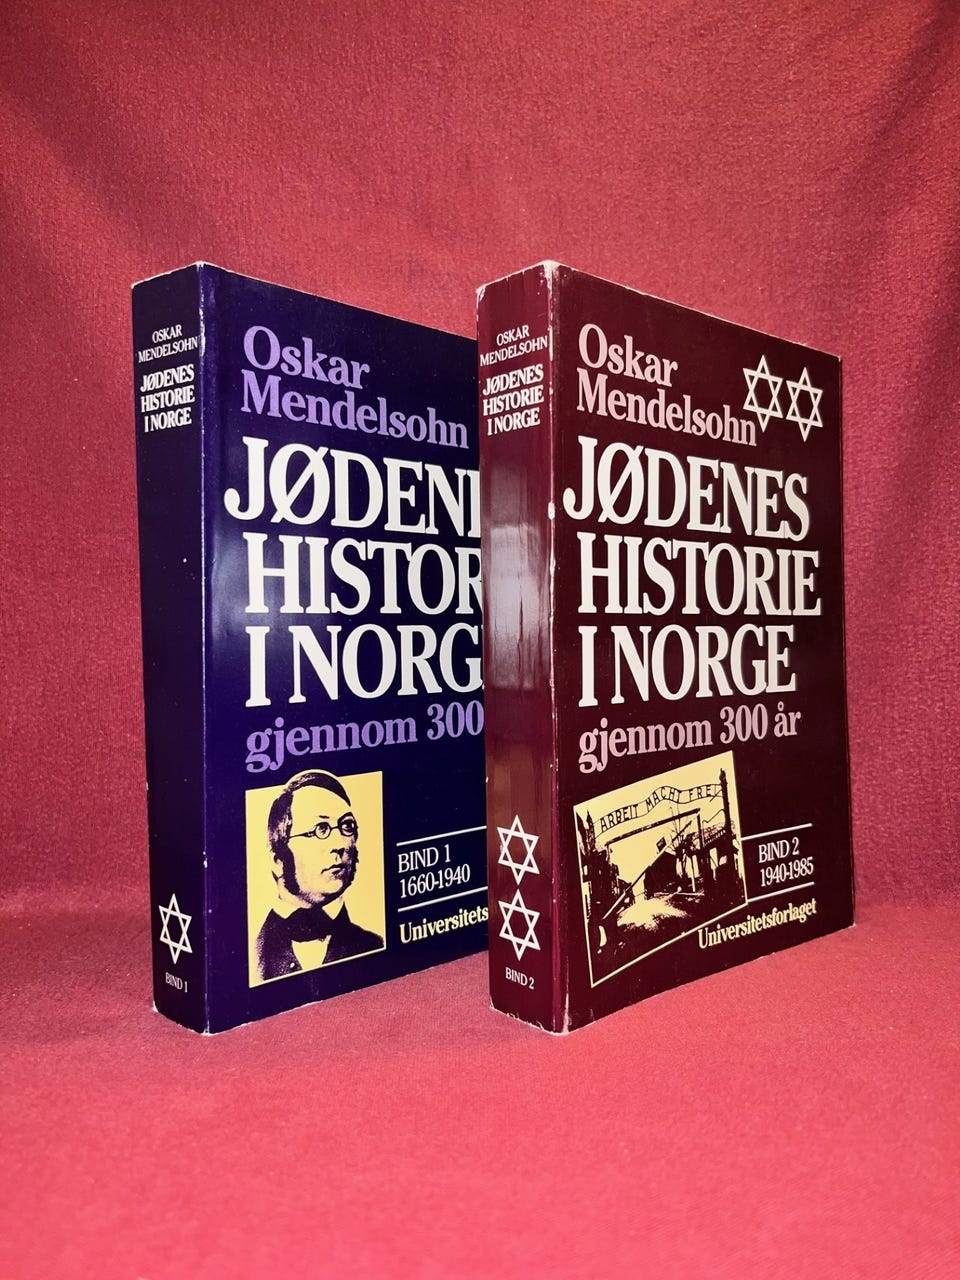 OSKAR
MENDELSOHN
JØDENES
HISTORIE
I NORGE
BIND 1
Oskar
Mendelsohn
JØDENE
HISTOR
I NORGE
gjennom 300
BIND 1
1660-1940
Universitets
OSKAR
MENDELSOHN
JØDENES
HISTORIE
I NORGE
BIND 2
Oskar
Mendelsohn
JØDENES
HISTORIE
I NORGE
gjennom 300 år
ARBEIT MACHT FREI
BIND 2
1940-1985
Universitetsforlaget